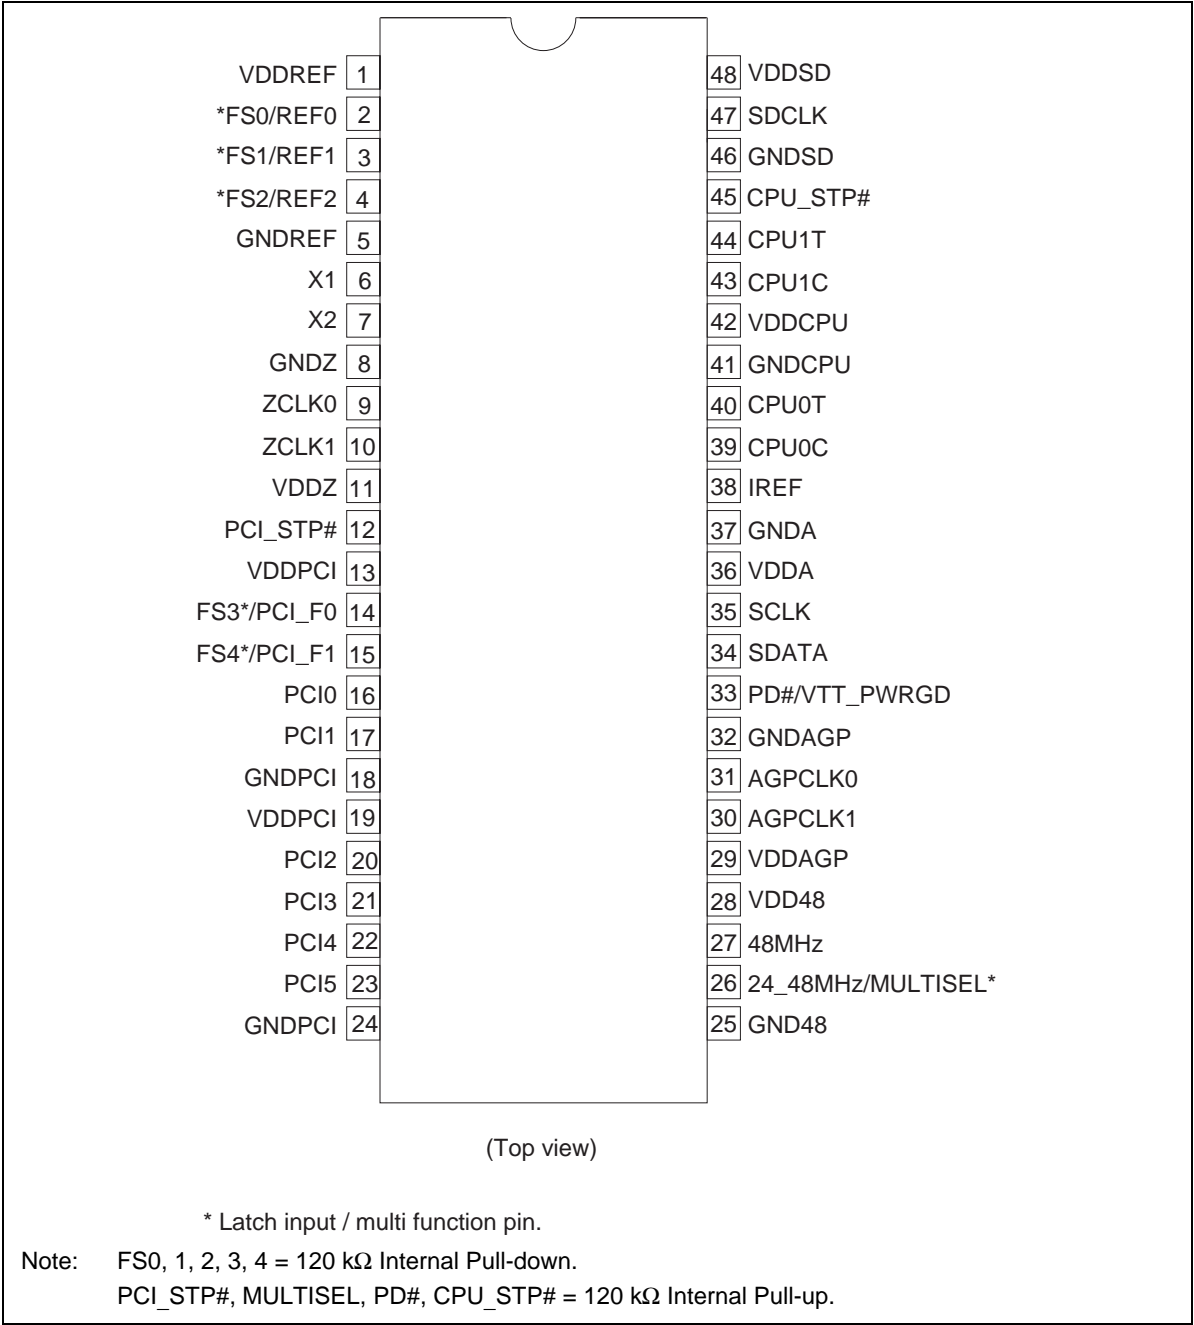 VDDREF 1 48 VDDSD
*FS0/REF0 2 47 SDCLK
*FS1/REF1 3 46 GNDSD
*FS2/REF2 4 45 CPU_STP#
GNDREF 5 44 CPU1T
X1 6 43 CPU1C
X2 7 42 VDDCPU
GNDZ 8 41 GNDCPU
ZCLK0 9 40 CPU0T
ZCLK1 10 39 CPU0C
VDDZ 11 38 IREF
PCI_STP# 12 37 GNDA
VDDPCI 13 36 VDDA
FS3*/PCI_F0 14 35 SCLK
FS4*/PCI_F1 15 34 SDATA
PCI0 16 33 PD#/VTT_PWRGD
PCI1 17 32 GNDAGP
GNDPCI 18 31 AGPCLK0
VDDPCI 19 30 AGPCLK1
PCI2 20 29 VDDAGP
PCI3 21 28 VDD48
PCI4 22 27 48MHz
PCI5 23 26 24_48MHz/MULTISEL*
GNDPCI 24 25 GND48
(Top view)
* Latch input / multi function pin.
Note: FS0, 1, 2, 3, 4 = 120 kΩ Internal Pull-down.
PCI_STP#, MULTISEL, PD#, CPU_STP# = 120 kΩ Internal Pull-up.